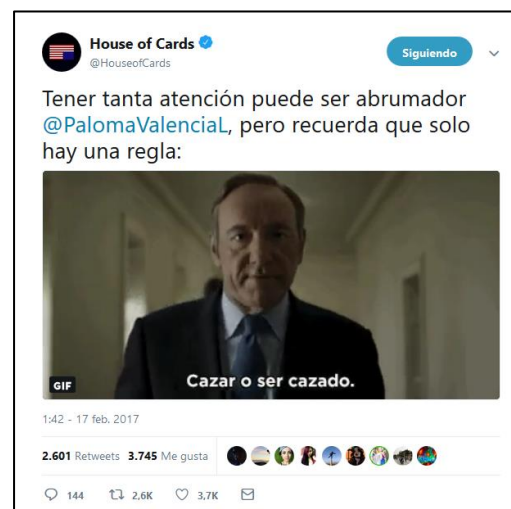 House of Cards
@HouseofCards
Siguiendo
Tener tanta atención puede ser abrumador
@PalomaValenciaL, pero recuerda que solo
hay una regla:
GIF
Cazar o ser cazado.
1:42 - 17 feb. 2017
2.601 Retweets 3.745 Me gusta
144 2,6K 3,7K